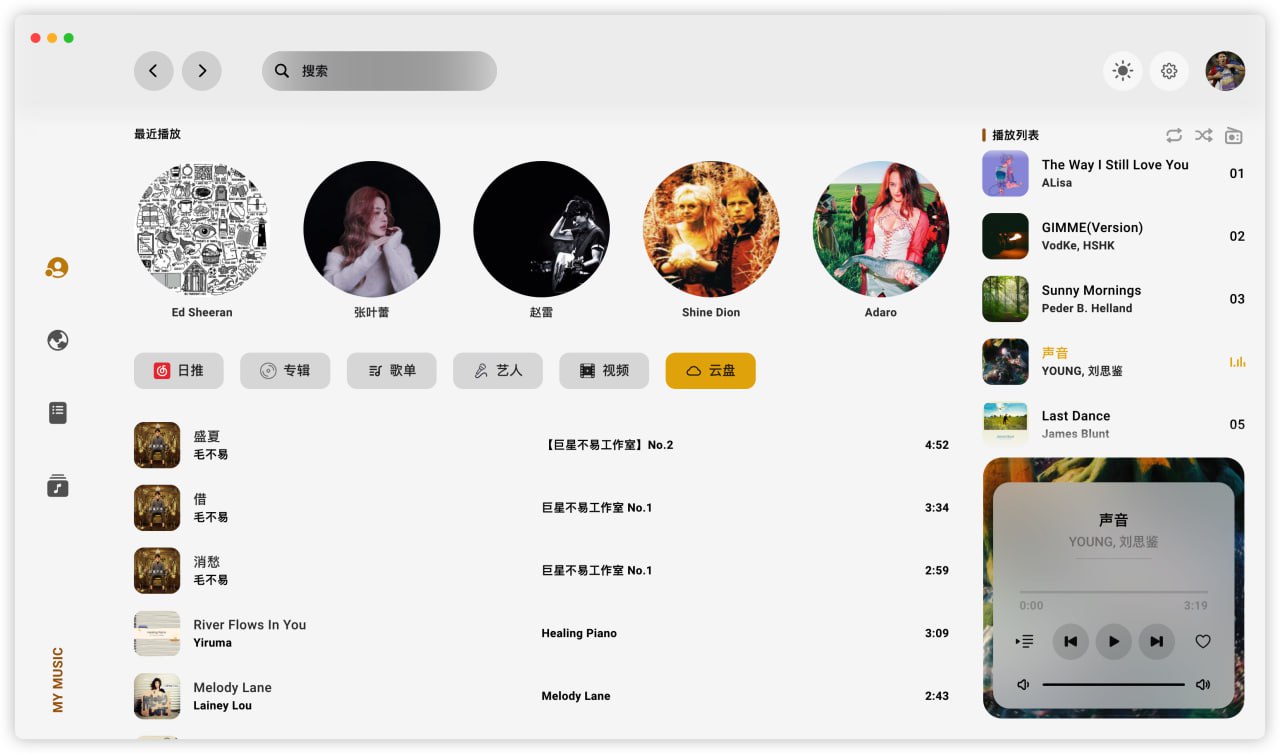 搜索
最近播放
Ed Sheeran
张叶蕾
赵雷
Shine Dion
Adaro
日推
专辑
歌单
艺人
视频
云盘
盛夏
毛不易
【巨星不易工作室】No.2
4:52
借
毛不易
巨星不易工作室 No.1
3:34
消愁
毛不易
巨星不易工作室 No.1
2:59
River Flows In You
Yiruma
Healing Piano
3:09
Melody Lane
Lainey Lou
Melody Lane
2:43
MY MUSIC
播放列表
The Way I Still Love You
ALisa
01
GIMME(Version)
VodKe, HSHK
02
Sunny Mornings
Peder B. Helland
03
声音
YOUNG, 刘思鉴
Last Dance
James Blunt
05
声音
YOUNG, 刘思鉴
0:00
3:19